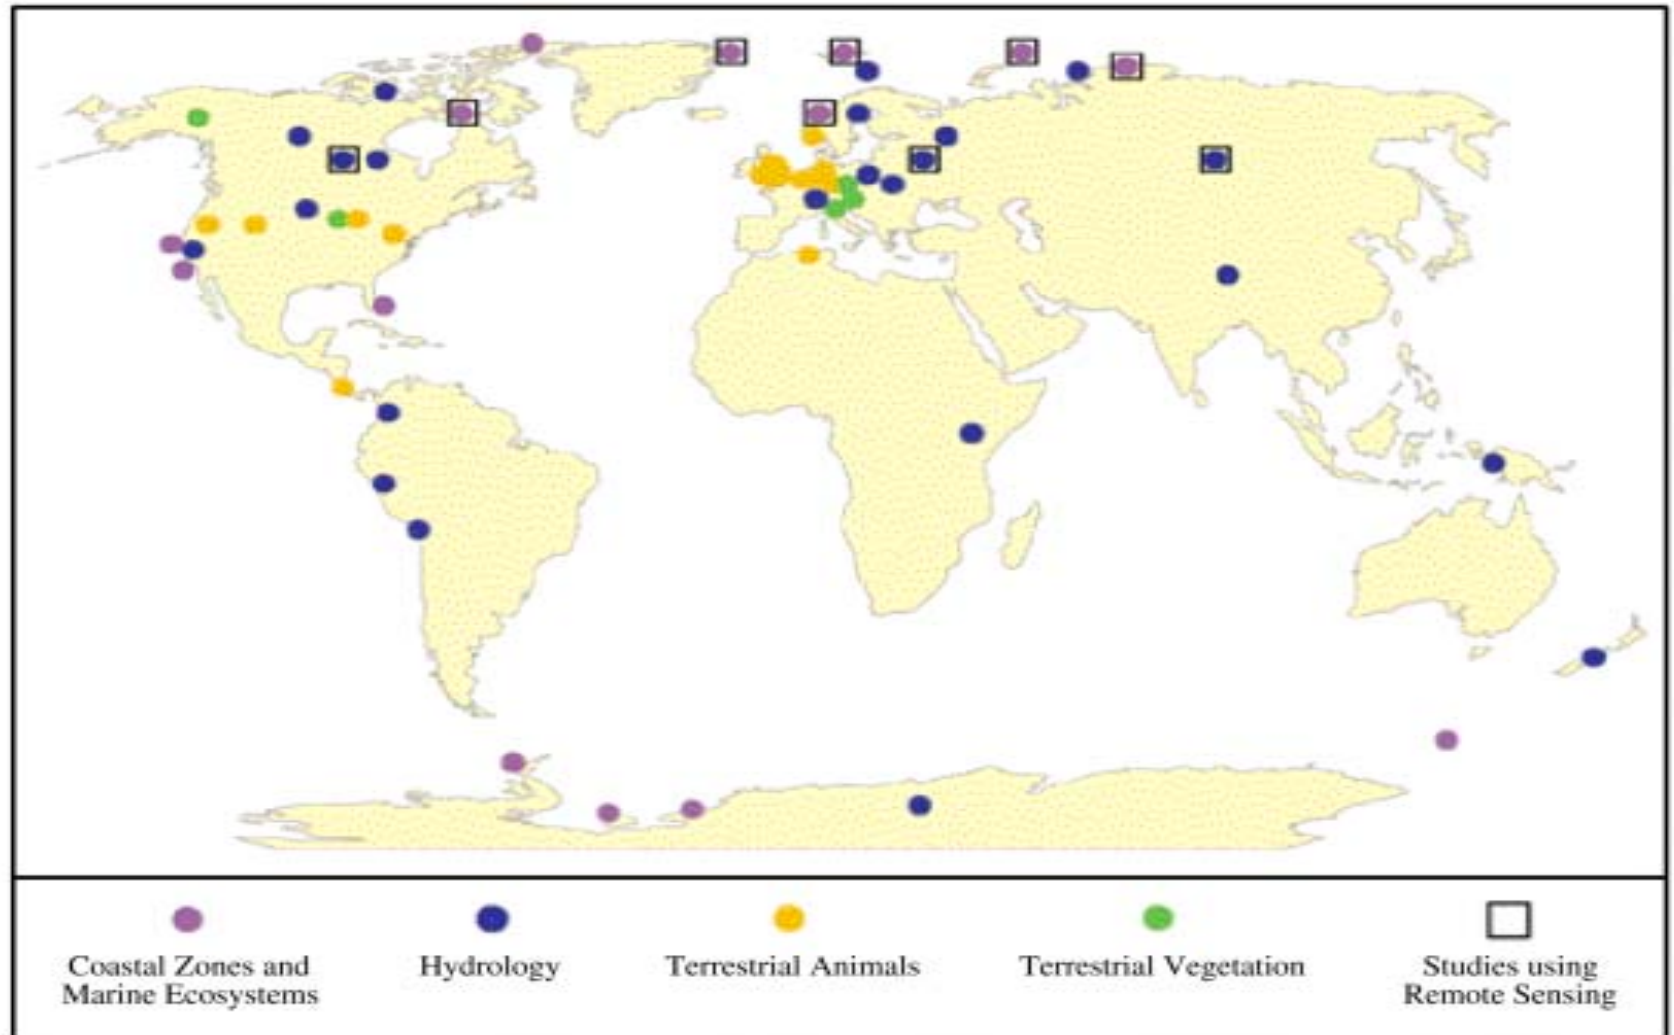 Coastal Zones and
Marine Ecosystems
Hydrology
Terrestrial Animals
Terrestrial Vegetation
Studies using
Remote Sensing